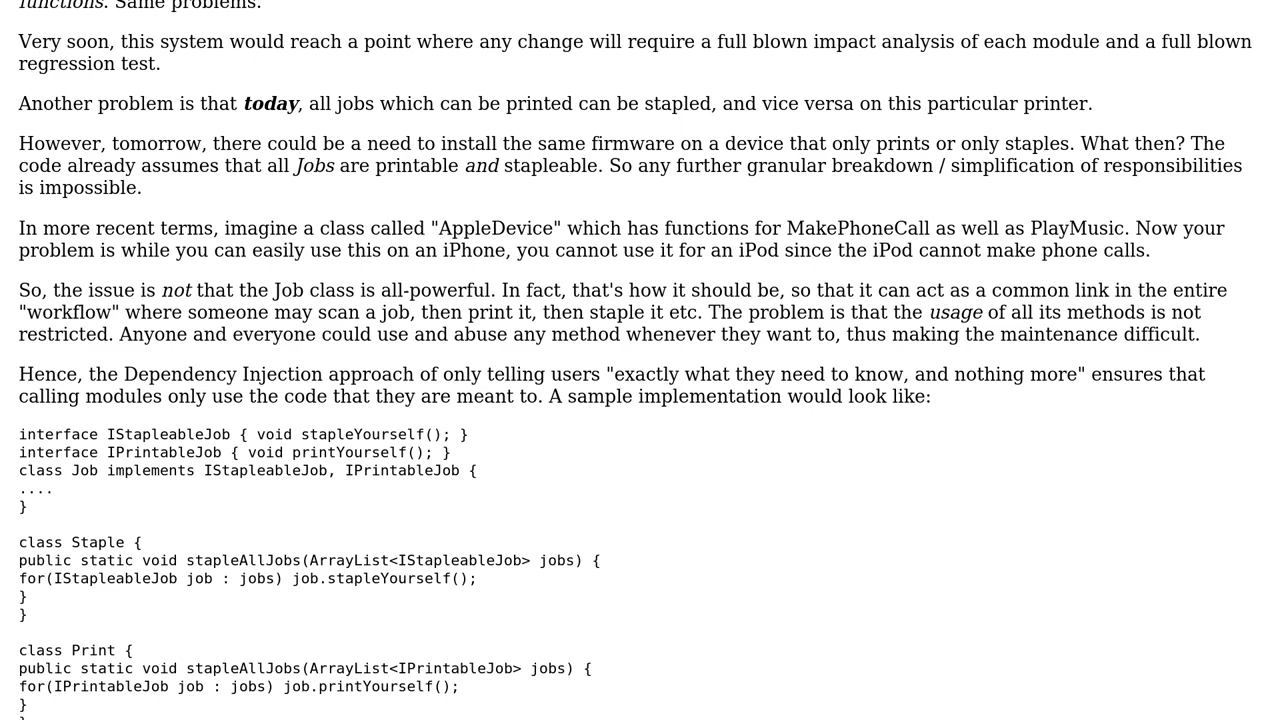 functions. Same problems.
Very soon, this system would reach a point where any change will require a full blown impact analysis of each module and a full blown
regression test.
Another problem is that today, all jobs which can be printed can be stapled, and vice versa on this particular printer.
However, tomorrow, there could be a need to install the same firmware on a device that only prints or only staples. What then? The
code already assumes that all Jobs are printable and stapleable. So any further granular breakdown / simplification of responsibilities
is impossible.
In more recent terms, imagine a class called "AppleDevice" which has functions for MakePhoneCall as well as PlayMusic. Now your
problem is while you can easily use this on an iPhone, you cannot use it for an iPod since the iPod cannot make phone calls.
So, the issue is not that the Job class is all-powerful. In fact, that's how it should be, so that it can act as a common link in the entire
"workflow" where someone may scan a job, then print it, then staple it etc. The problem is that the usage of all its methods is not
restricted. Anyone and everyone could use and abuse any method whenever they want to, thus making the maintenance difficult.
Hence, the Dependency Injection approach of only telling users "exactly what they need to know, and nothing more" ensures that
calling modules only use the code that they are meant to. A sample implementation would look like:
interface IStapleableJob { void stapleYourself(); }
interface IPrintableJob { void printYourself(); }
class Job implements IStapleableJob, IPrintableJob {
....
}
class Staple {
public static void stapleAllJobs(ArrayList<IStapleableJob> jobs) {
for(IStapleableJob job : jobs) job.stapleYourself();
}
}
class Print {
public static void stapleAllJobs(ArrayList<IPrintableJob> jobs) {
for(IPrintableJob job : jobs) job.printYourself();
}
}